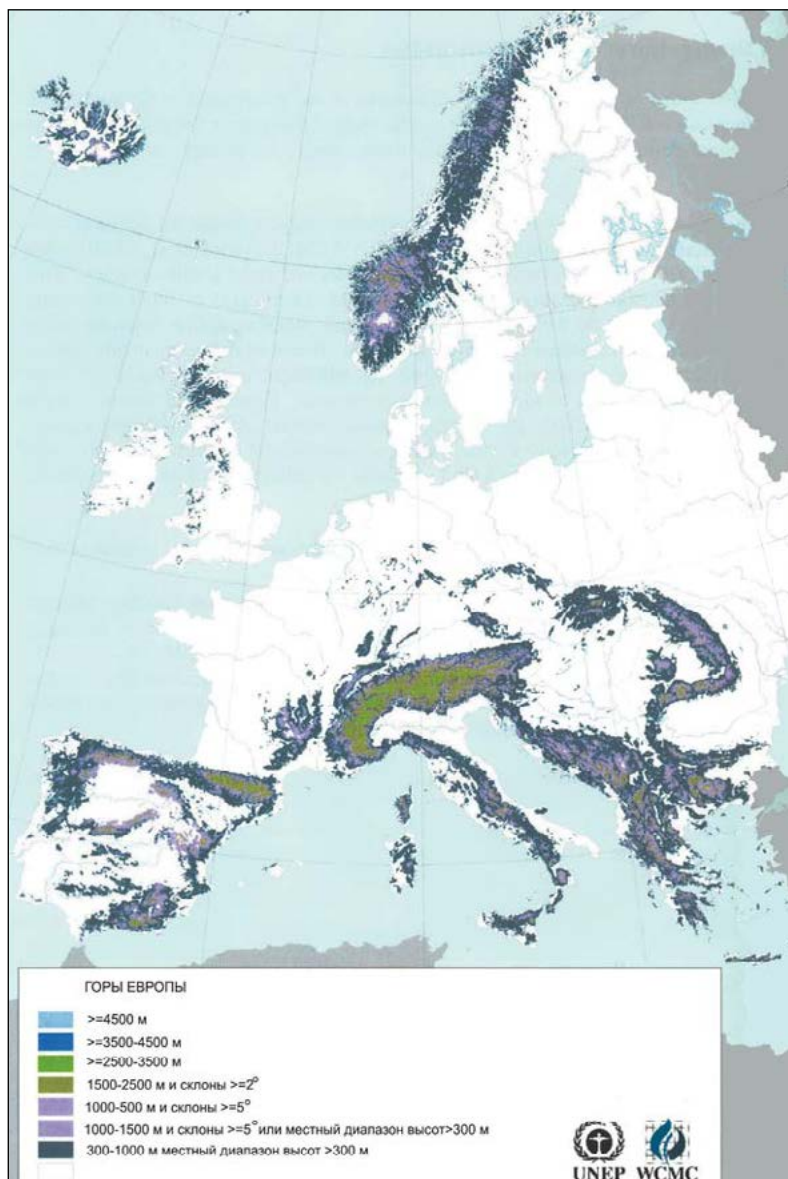 ГОРЫ ЕВРОПЫ
>=4500 м
>=3500-4500 м
>=2500-3500 м
1500-2500 м и склоны >=2°
1000-500 м и склоны >=5°
1000-1500 м и склоны >=5° или местный диапазон высот>300 м
300-1000 м местный диапазон высот >300 м
UNEP WCMC